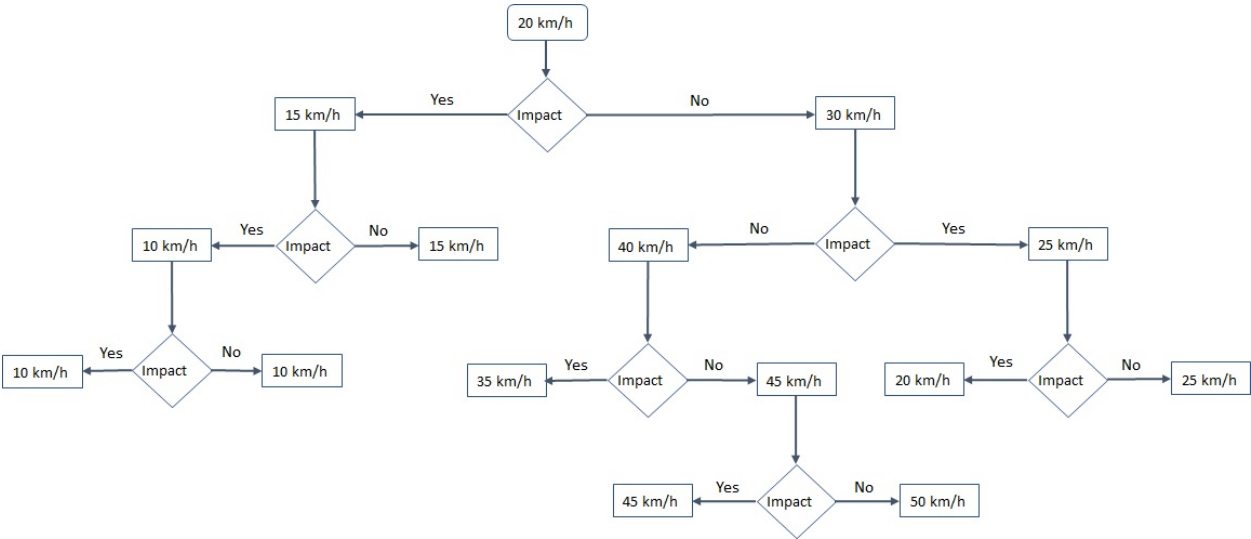 20 km/h
Yes
No
15 km/h
Impact
30 km/h
Yes
No
No
Yes
10 km/h
Impact
15 km/h
40 km/h
Impact
25 km/h
Yes
No
Yes
No
Yes
No
10 km/h
Impact
10 km/h
35 km/h
Impact
45 km/h
20 km/h
Impact
25 km/h
Yes
No
45 km/h
Impact
50 km/h